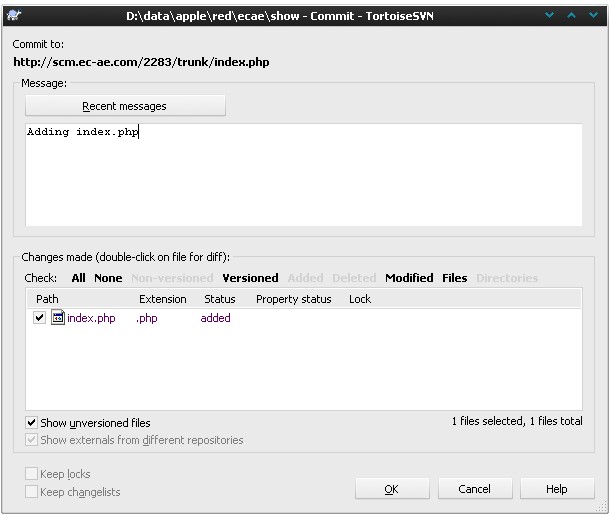 D:\data\apple\red\ecae\show - Commit - TortoiseSVN
Commit to:
http://scm.ec-ae.com/2283/trunk/index.php
Message:
Recent messages
Adding index.php
Changes made (double-click on file for diff):
Check: All None Non-versioned Versioned Added Deleted Modified Files Directories
Path Extension Status Property status Lock
index.php .php added
Show unversioned files 1 files selected, 1 files total
Show externals from different repositories
Keep locks
Keep changelists
OK Cancel Help